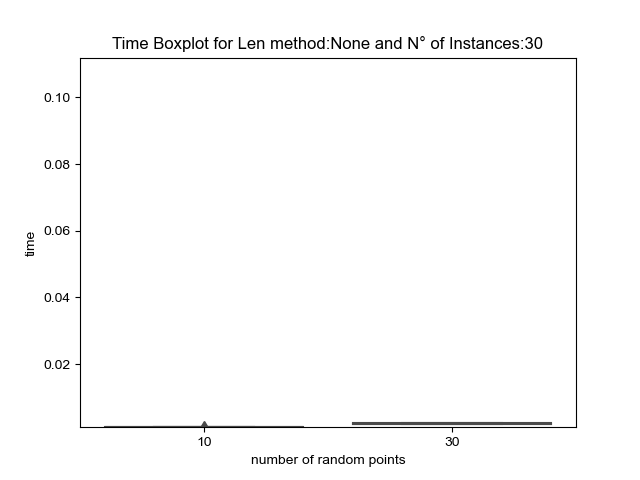 Time Boxplot for Len method:None and N° of Instances:30
0.10
0.08
0.06
0.04
0.02
time
10
30
number of random points